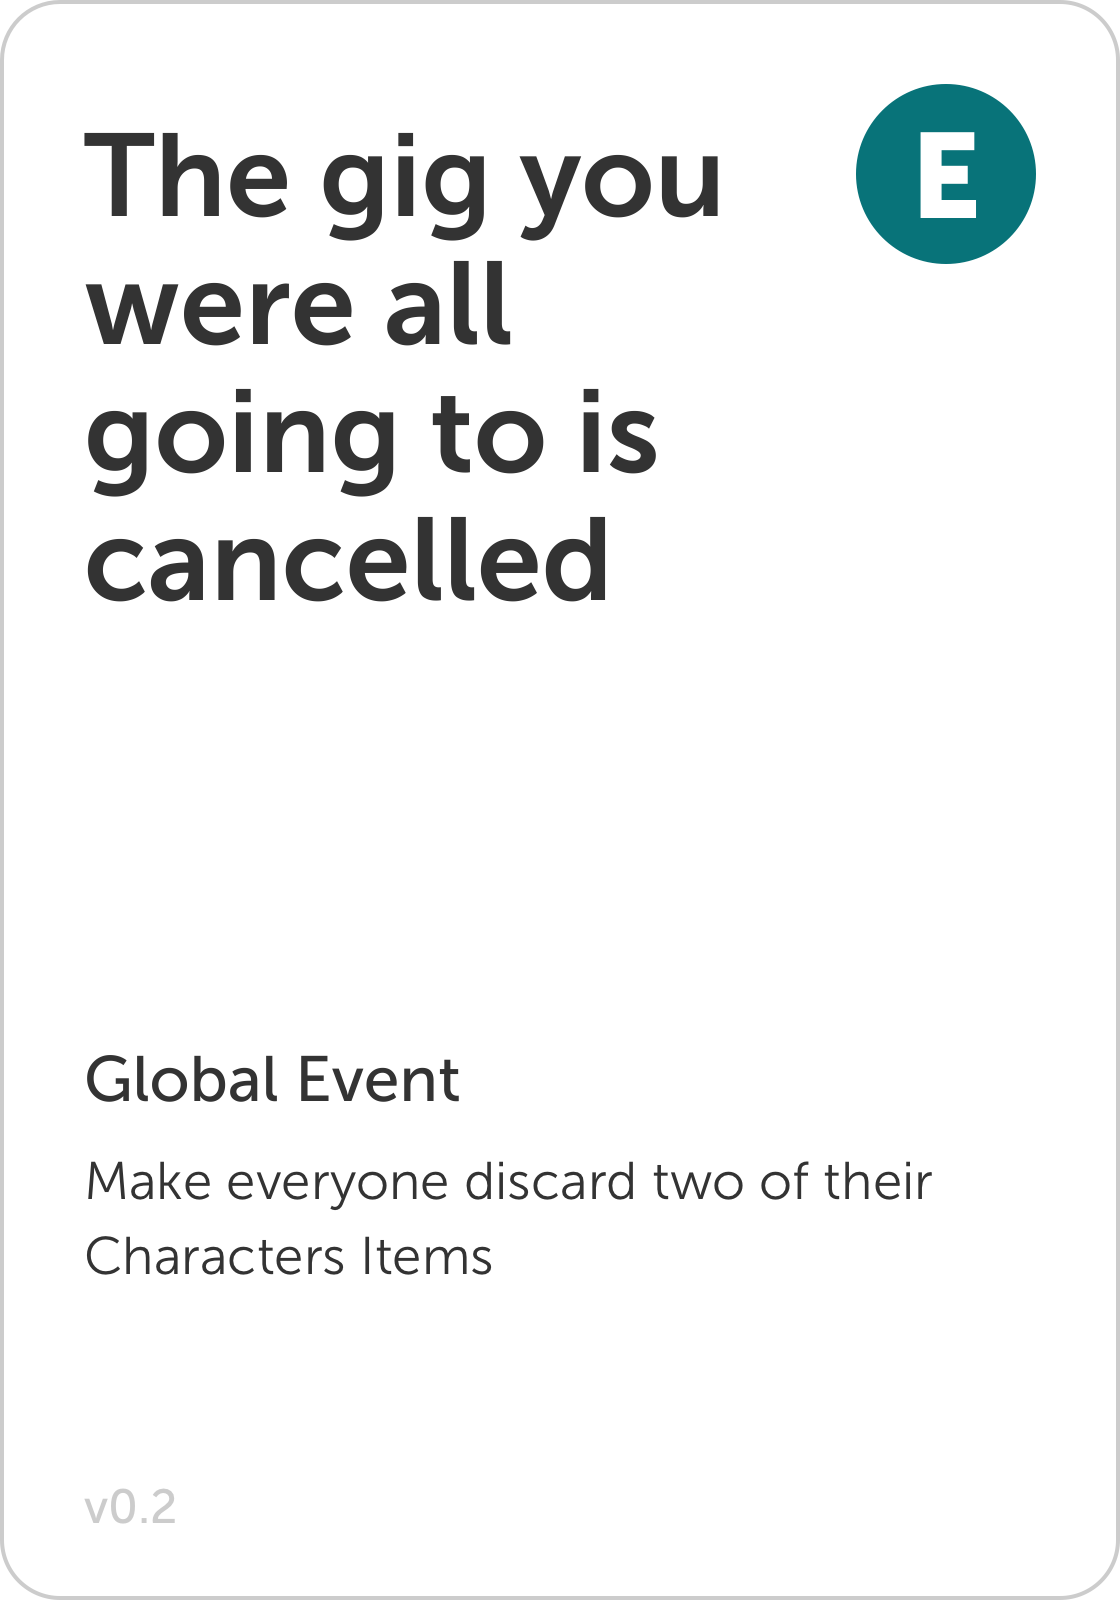 The gig you
were all
going to is
cancelled
E
Global Event
Make everyone discard two of their
Characters Items
v0.2